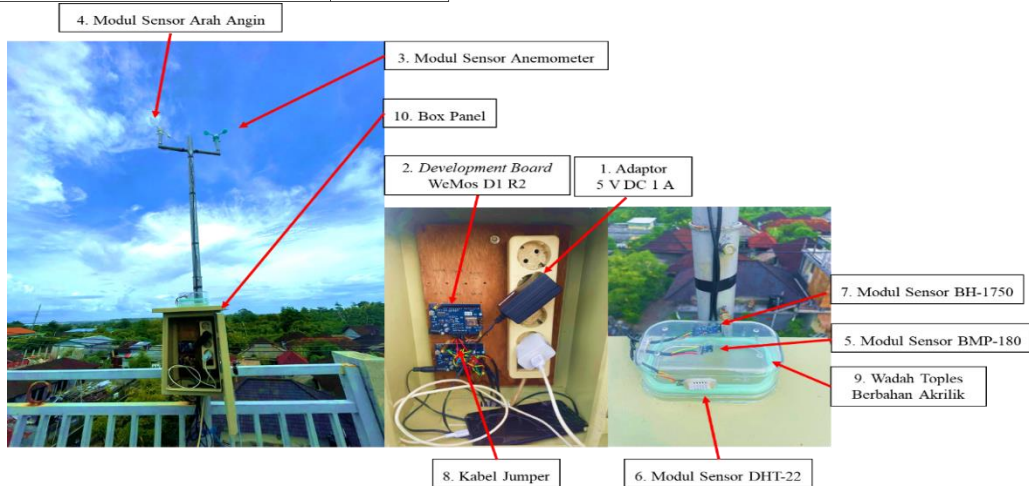 4. Modul Sensor Arah Angin
3. Modul Sensor Anemometer
10. Box Panel
2. Development Board
WeMos D1 R2
1. Adaptor
5 V DC 1 A
7. Modul Sensor BH-1750
5. Modul Sensor BMP-180
9. Wadah Toples
Berbahan Akrilik
8. Kabel Jumper
6. Modul Sensor DHT-22